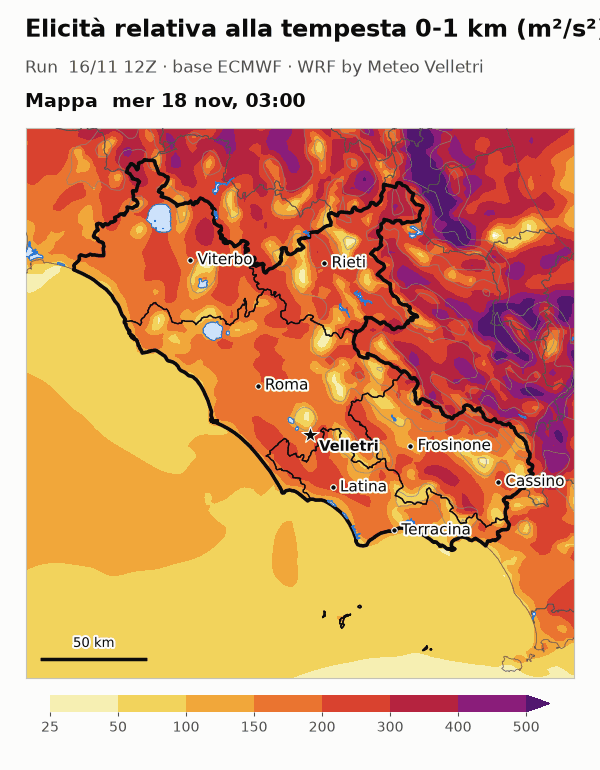 Elicità relativa alla tempesta 0-1 km (m²/s²)
Run 16/11 12Z · base ECMWF · WRF by Meteo Velletri
Mappa mer 18 nov, 03:00
Viterbo
Rieti
Roma
Velletri
Frosinone
Latina
Cassino
Terracina
50 km
25 50 100 150 200 300 400 500